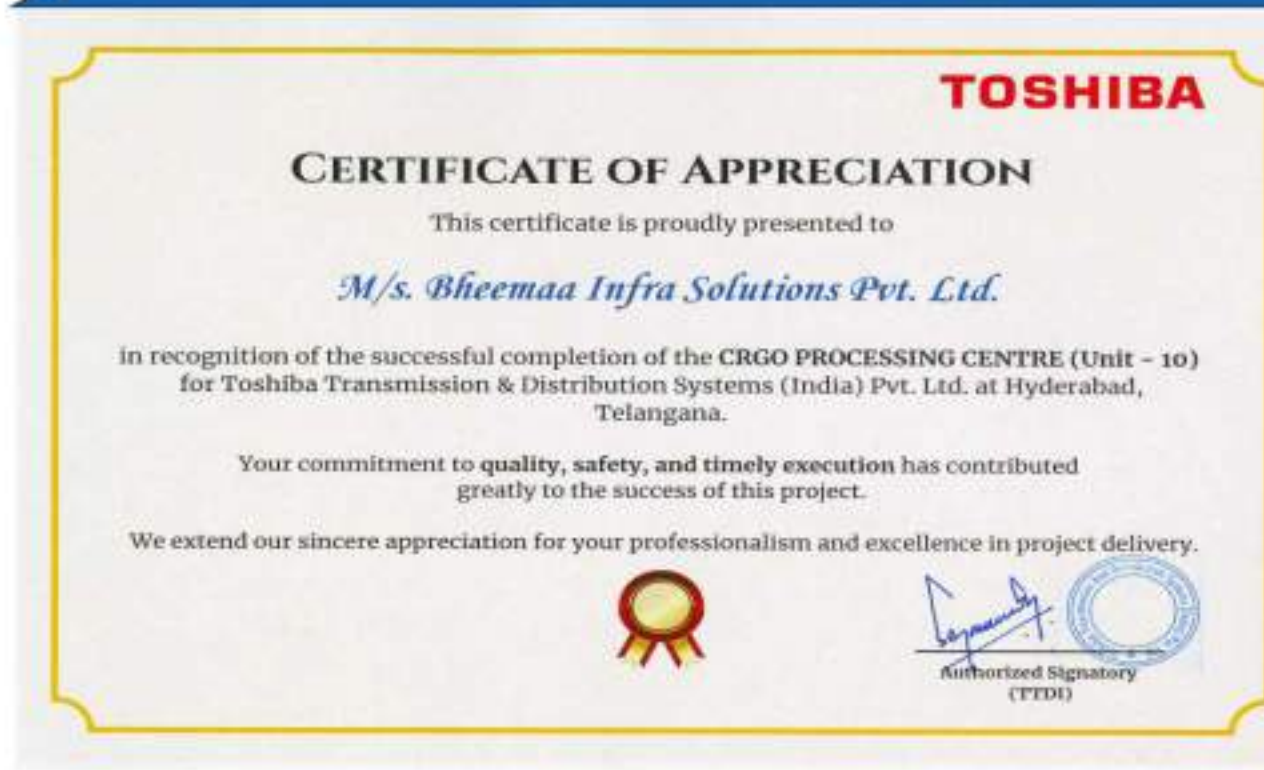 TOSHIBA
CERTIFICATE OF APPRECIATION
This certificate is proudly presented to
M/s. Bheemaa Infra Solutions Pvt. Ltd.
in recognition of the successful completion of the CRGO PROCESSING CENTRE (Unit – 10)
for Toshiba Transmission & Distribution Systems (India) Pvt. Ltd. at Hyderabad,
Telangana.
Your commitment to quality, safety, and timely execution has contributed
greatly to the success of this project.
We extend our sincere appreciation for your professionalism and excellence in project delivery.
Authorized Signatory
(TTDI)